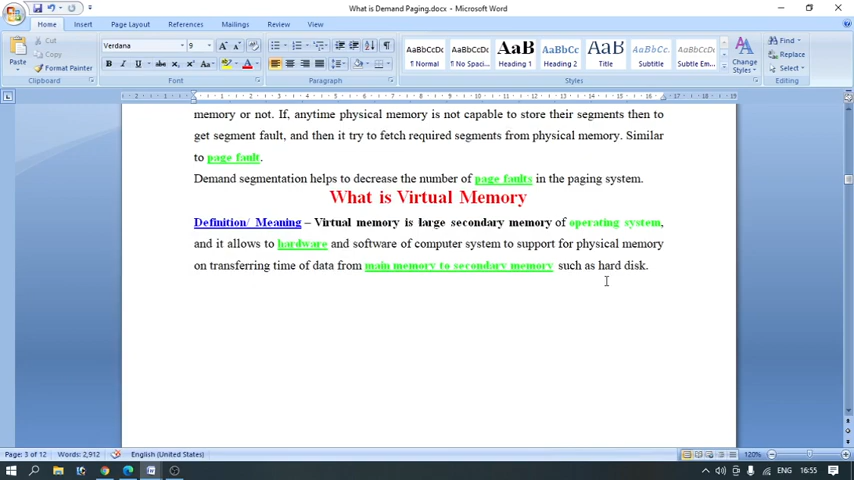 What is Demand Paging.docx - Microsoft Word
Home Insert Page Layout References Mailings Review View
Paste Cut Copy Format Painter Clipboard
Verdana 9 Font
Paragraph
AaBbCcDc ¶ Normal AaBbCcDc ¶ No Spaci... AaBb Heading 1 AaBbCc Heading 2 AaBb Title AaBbCc Subtitle AaBbCcDc Subtle Em... Change Styles Styles
Find Replace Select Editing
memory or not. If, anytime physical memory is not capable to store their segments then to
get segment fault, and then it try to fetch required segments from physical memory. Similar
to page fault.
Demand segmentation helps to decrease the number of page faults in the paging system.
What is Virtual Memory
Definition/ Meaning – Virtual memory is large secondary memory of operating system,
and it allows to hardware and software of computer system to support for physical memory
on transferring time of data from main memory to secondary memory such as hard disk.
Page: 3 of 12 Words: 2,912 English (United States) 120%
ENG 16:55